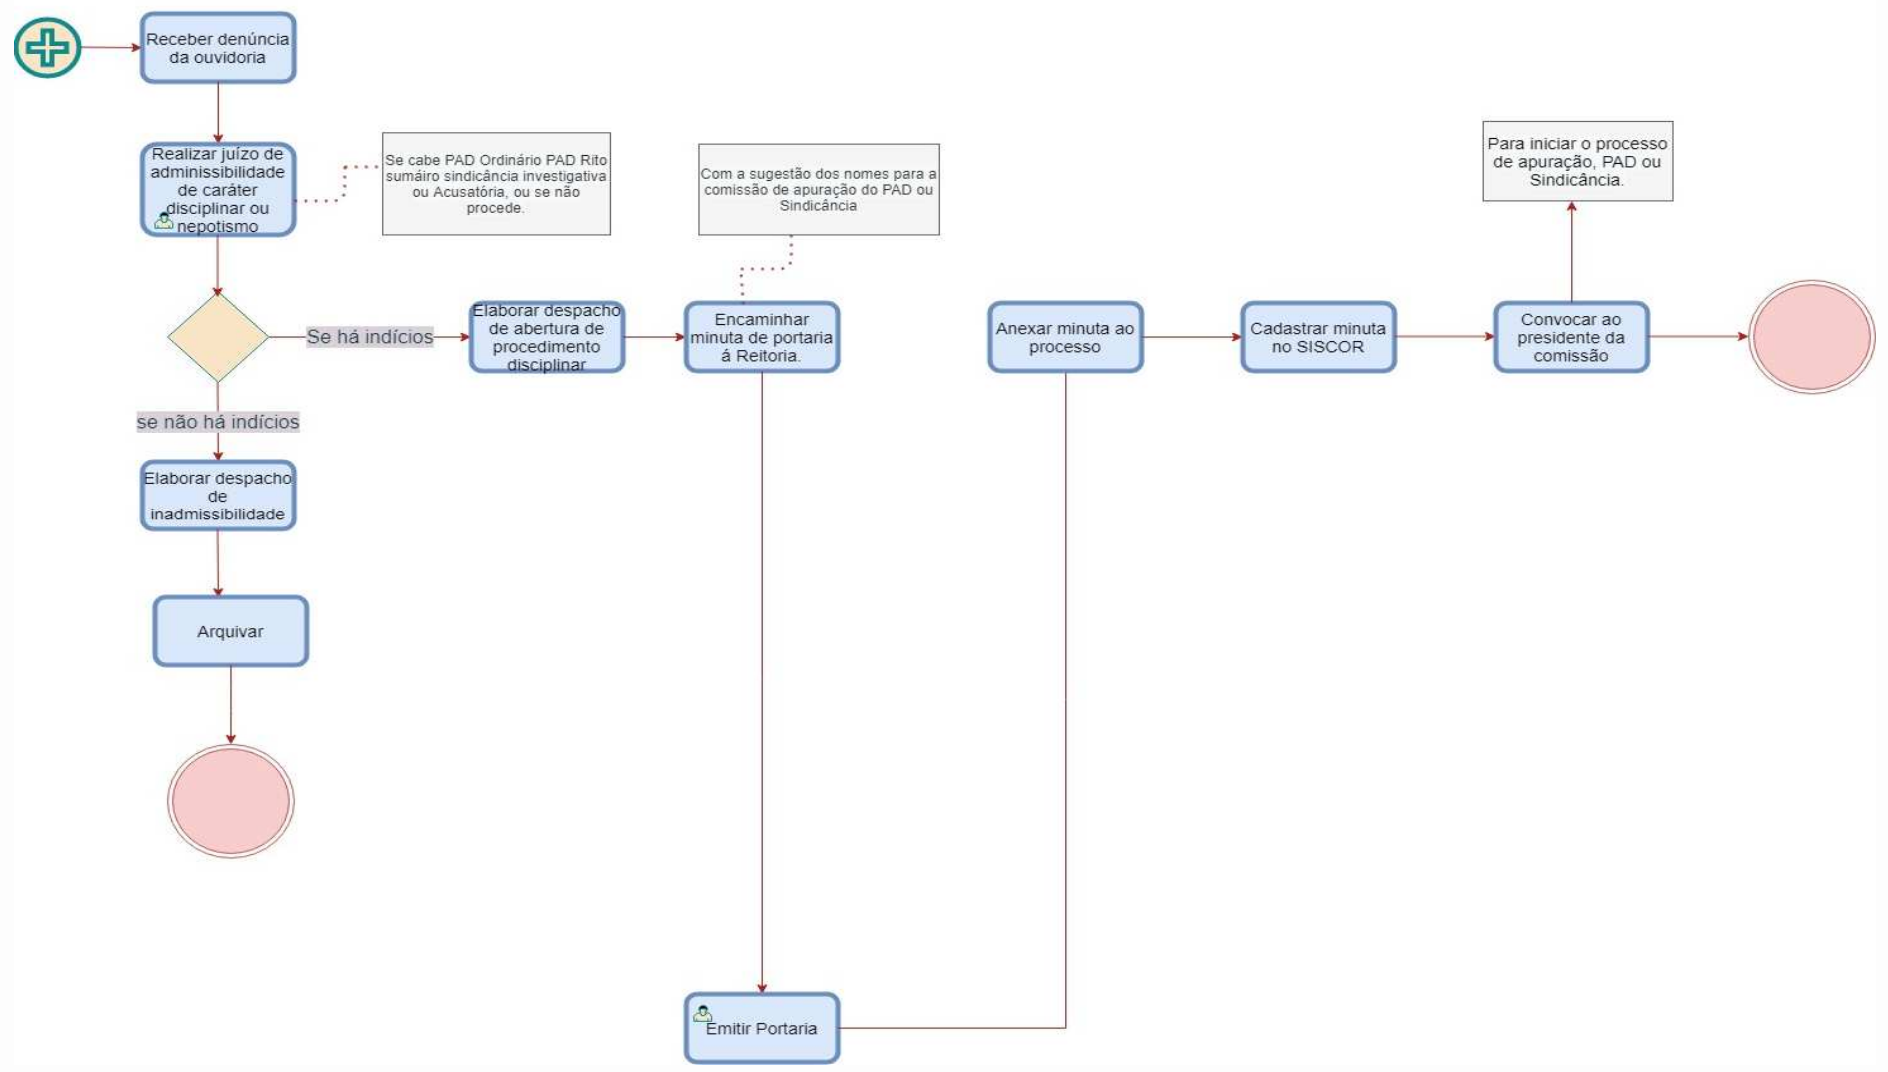 Receber denúncia
da ouvidoria
Realizar juízo de
adminissibilidade
de caráter
disciplinar ou
nepotismo
Se cabe PAD Ordinário PAD Rito
sumáiro sindicância investigativa
ou Acusatória, ou se não
procede.
Com a sugestão dos nomes para a
comissão de apuração do PAD ou
Sindicância
Para iniciar o processo
de apuração, PAD ou
Sindicância.
Se há indícios
Elaborar despacho
de abertura de
procedimento
disciplinar
Encaminhar
minuta de portaria
á Reitoria.
Anexar minuta ao
processo
Cadastrar minuta
no SISCOR
Convocar ao
presidente da
comissão
se não há indícios
Elaborar despacho
de
inadmissibilidade
Arquivar
Emitir Portaria